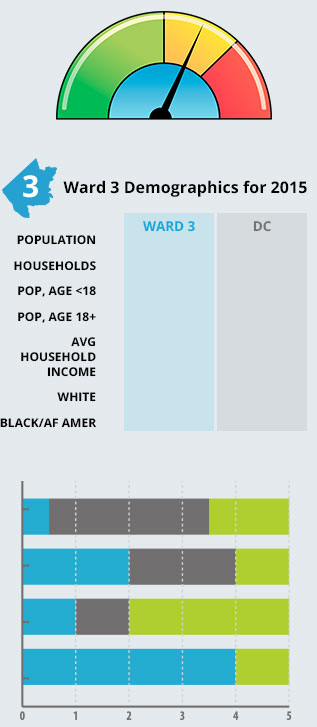 3
Ward 3 Demographics for 2015
WARD 3 DC
POPULATION
HOUSEHOLDS
POP, AGE <18
POP, AGE 18+
AVG
HOUSEHOLD
INCOME
WHITE
BLACK/AF AMER
0 1 2 3 4 5